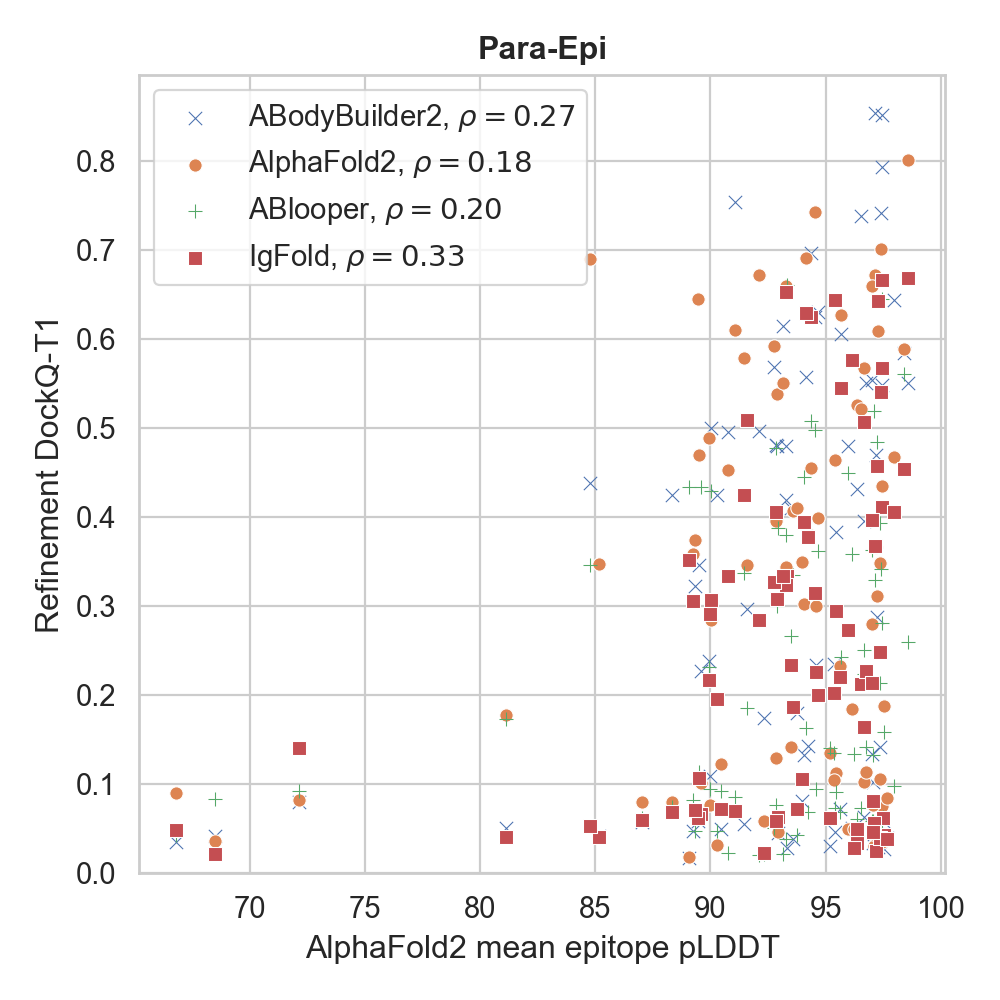 Para-Epi
ABodyBuilder2, ρ = 0.27
AlphaFold2, ρ = 0.18
ABlooper, ρ = 0.20
IgFold, ρ = 0.33
Refinement DockQ-T1
0.8
0.7
0.6
0.5
0.4
0.3
0.2
0.1
0.0
70 75 80 85 90 95 100
AlphaFold2 mean epitope pLDDT